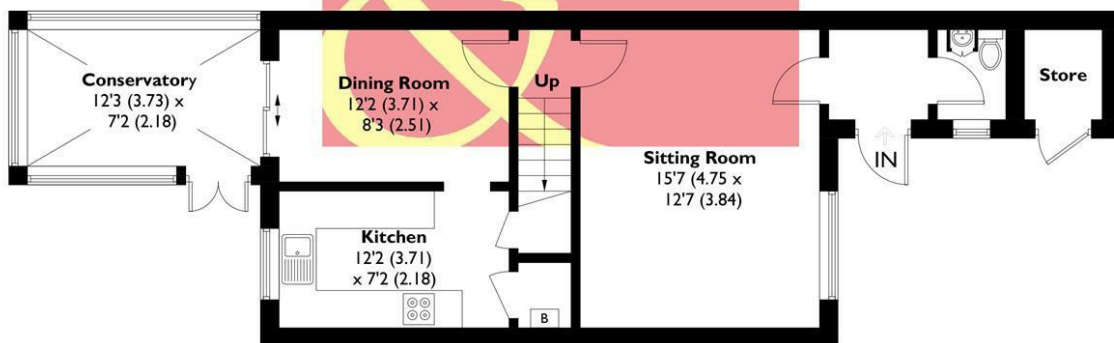 Conservatory
12'3 (3.73) x
7'2 (2.18)
Dining Room
12'2 (3.71) x
8'3 (2.51)
Up
Sitting Room
15'7 (4.75 x
12'7 (3.84)
IN
Store
Kitchen
12'2 (3.71)
x 7'2 (2.18)
B